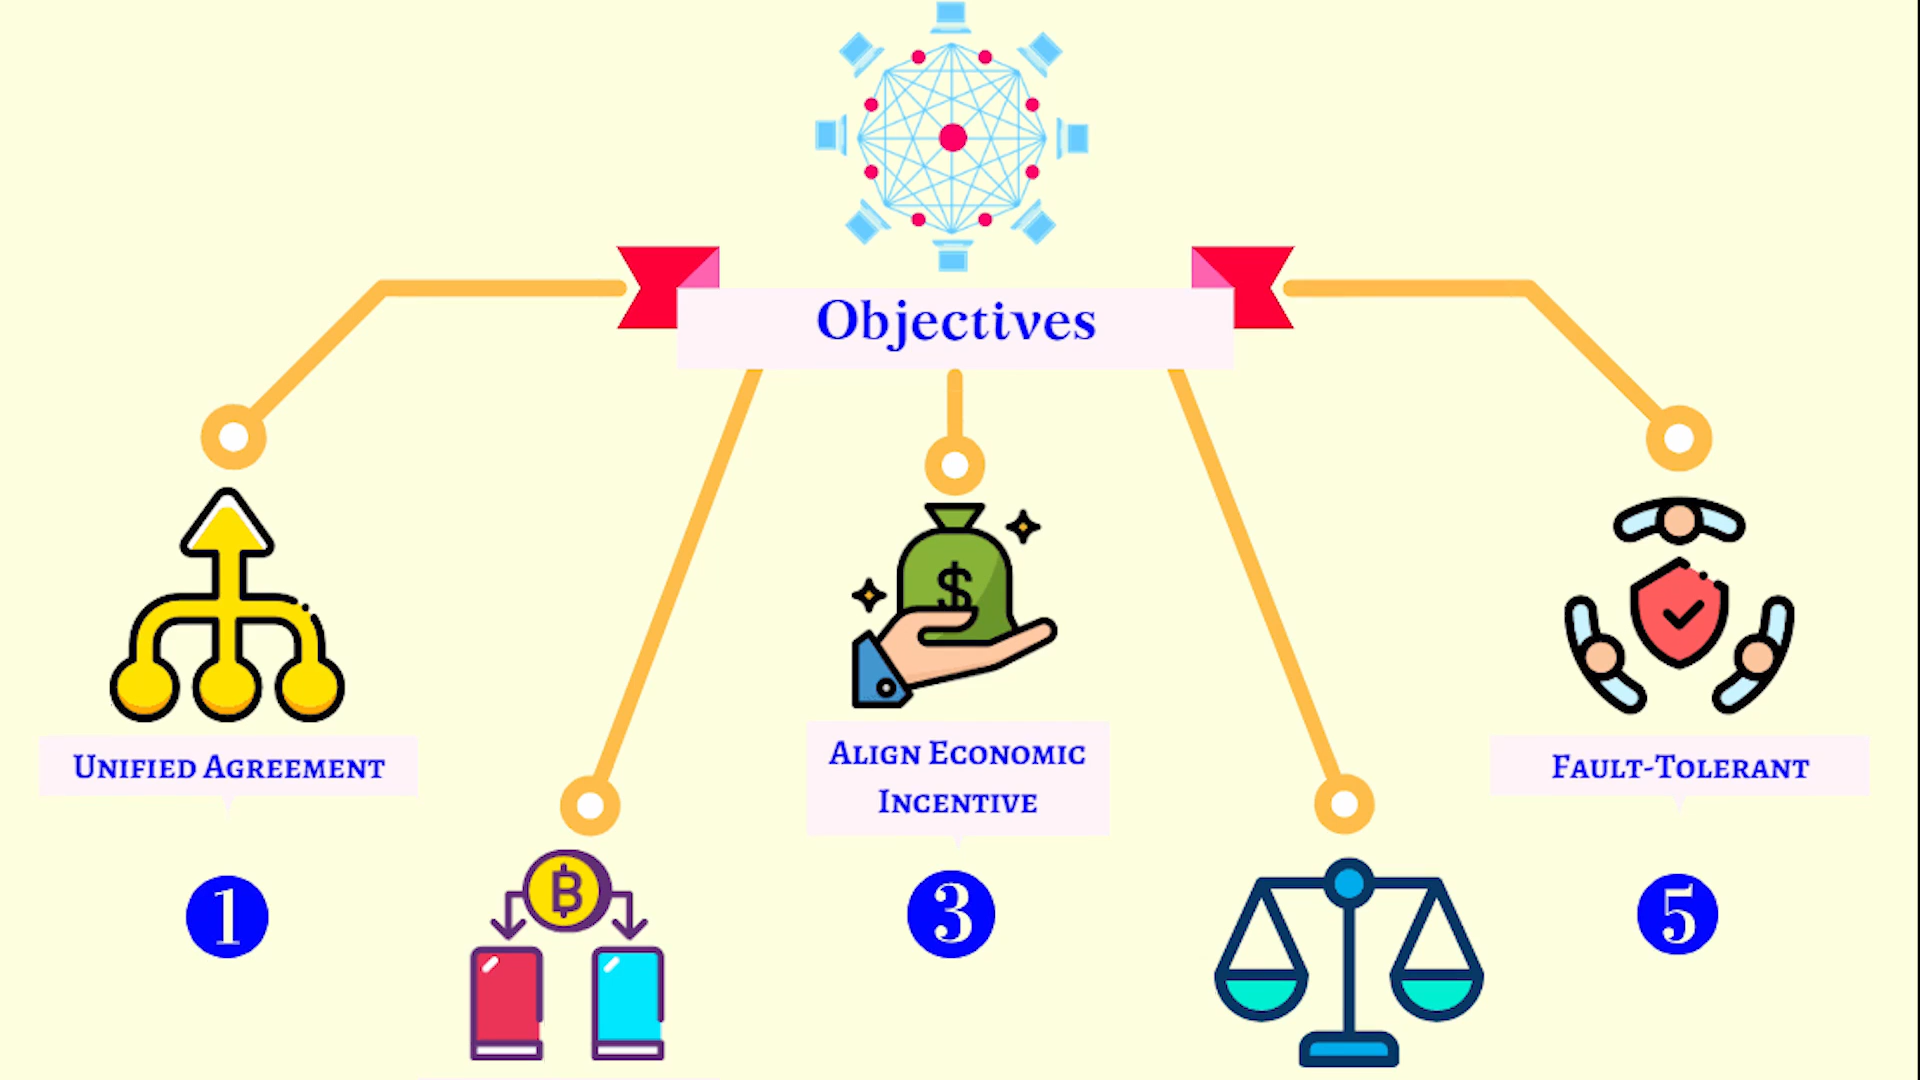 Objectives
Unified Agreement
Align Economic
Incentive
Fault-Tolerant
$
₿
1
3
5